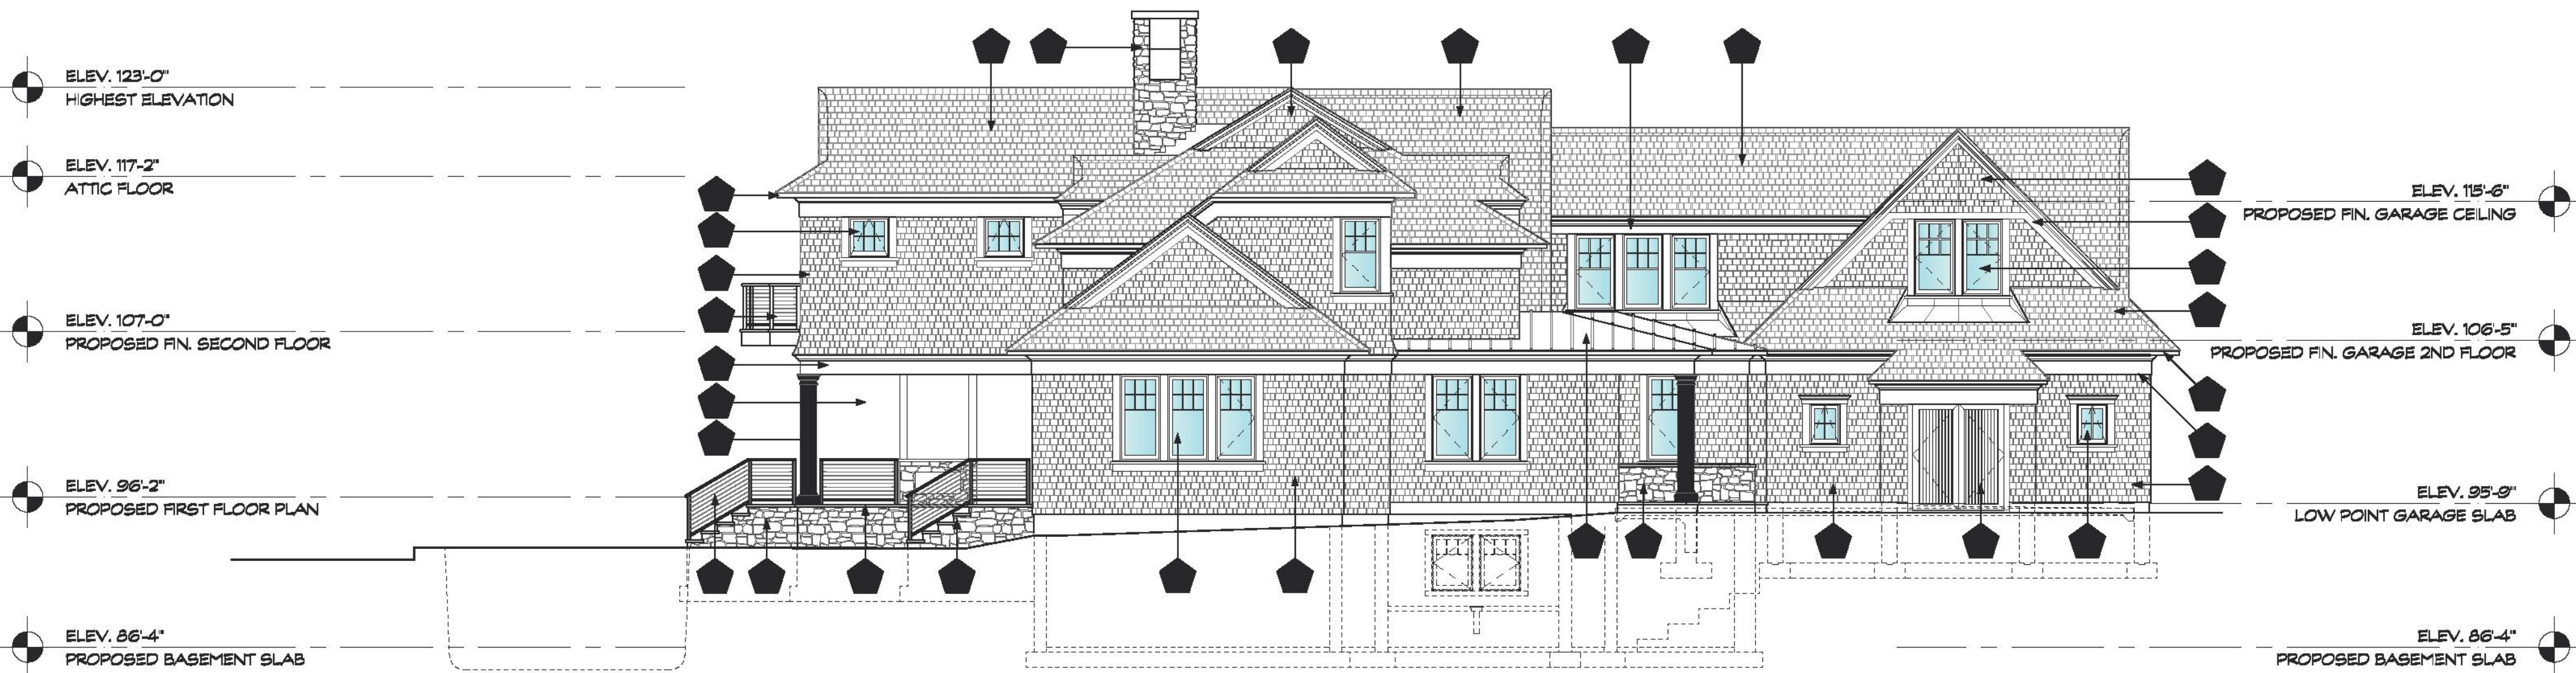 ELEV. 123'-0"
HIGHEST ELEVATION
ELEV. 117'-2"
ATTIC FLOOR
ELEV. 107'-0"
PROPOSED FIN. SECOND FLOOR
ELEV. 96'-2"
PROPOSED FIRST FLOOR PLAN
ELEV. 86'-4"
PROPOSED BASEMENT SLAB
ELEV. 115'-6"
PROPOSED FIN. GARAGE CEILING
ELEV. 106'-5"
PROPOSED FIN. GARAGE 2ND FLOOR
ELEV. 95'-9"
LOW POINT GARAGE SLAB
ELEV. 86'-4"
PROPOSED BASEMENT SLAB